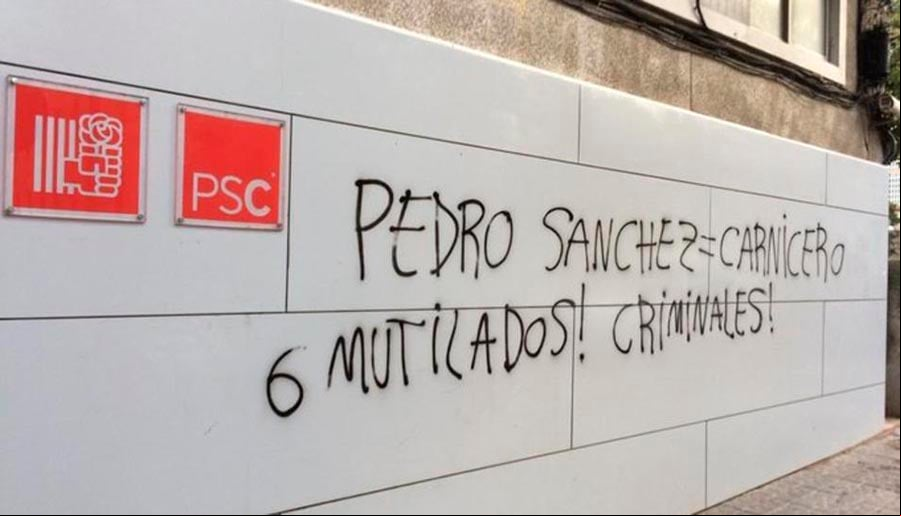 PSC
PEDRO SANCHEZ=CARNiCERO
6 MUTiLADOS! CRiMiNALES!